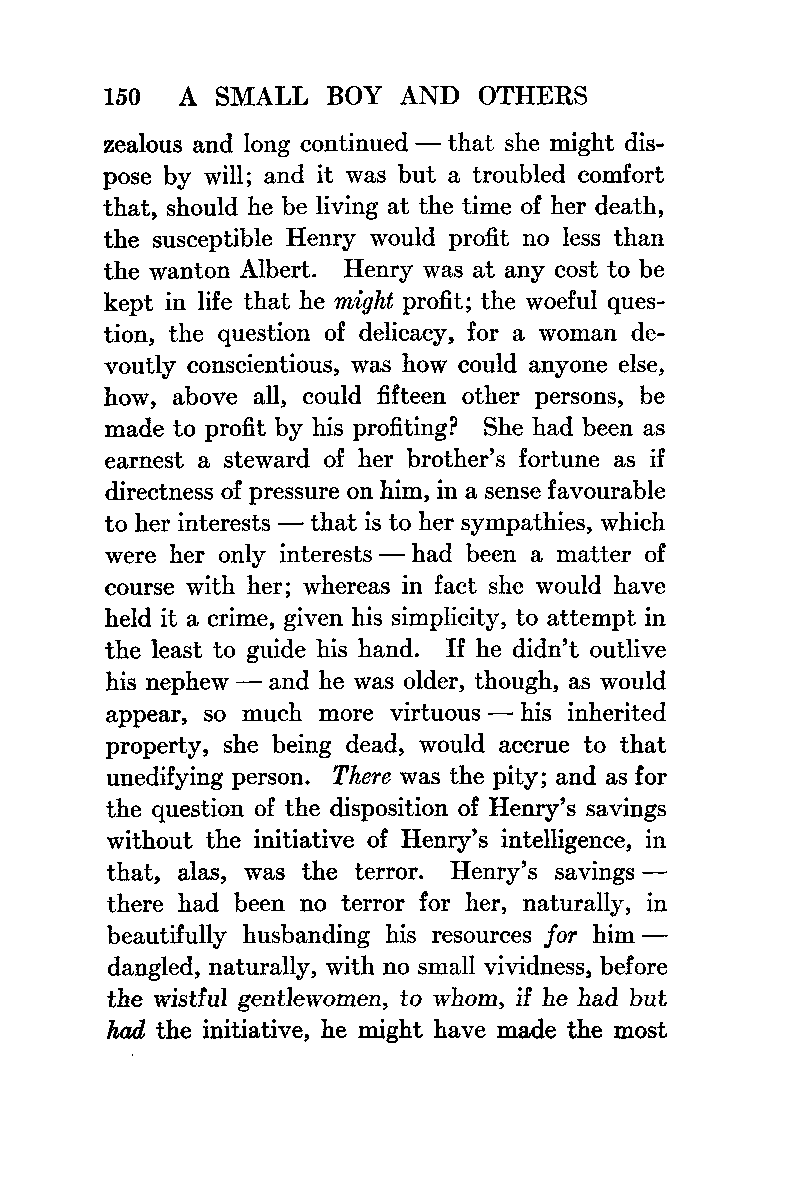 150 A SMALL BOY AND OTHERS
zealous and long continued — that she might dis-
pose by will; and it was but a troubled comfort
that, should he be living at the time of her death,
the susceptible Henry would profit no less than
the wanton Albert. Henry was at any cost to be
kept in life that he might profit; the woeful ques-
tion, the question of delicacy, for a woman de-
voutly conscientious, was how could anyone else,
how, above all, could fifteen other persons, be
made to profit by his profiting? She had been as
earnest a steward of her brother's fortune as if
directness of pressure on him, in a sense favourable
to her interests — that is to her sympathies, which
were her only interests — had been a matter of
course with her; whereas in fact she would have
held it a crime, given his simplicity, to attempt in
the least to guide his hand. If he didn't outlive
his nephew — and he was older, though, as would
appear, so much more virtuous — his inherited
property, she being dead, would accrue to that
unedifying person. There was the pity; and as for
the question of the disposition of Henry's savings
without the initiative of Henry's intelligence, in
that, alas, was the terror. Henry's savings —
there had been no terror for her, naturally, in
beautifully husbanding his resources for him —
dangled, naturally, with no small vividness, before
the wistful gentlewomen, to whom, if he had but
had the initiative, he might have made the most